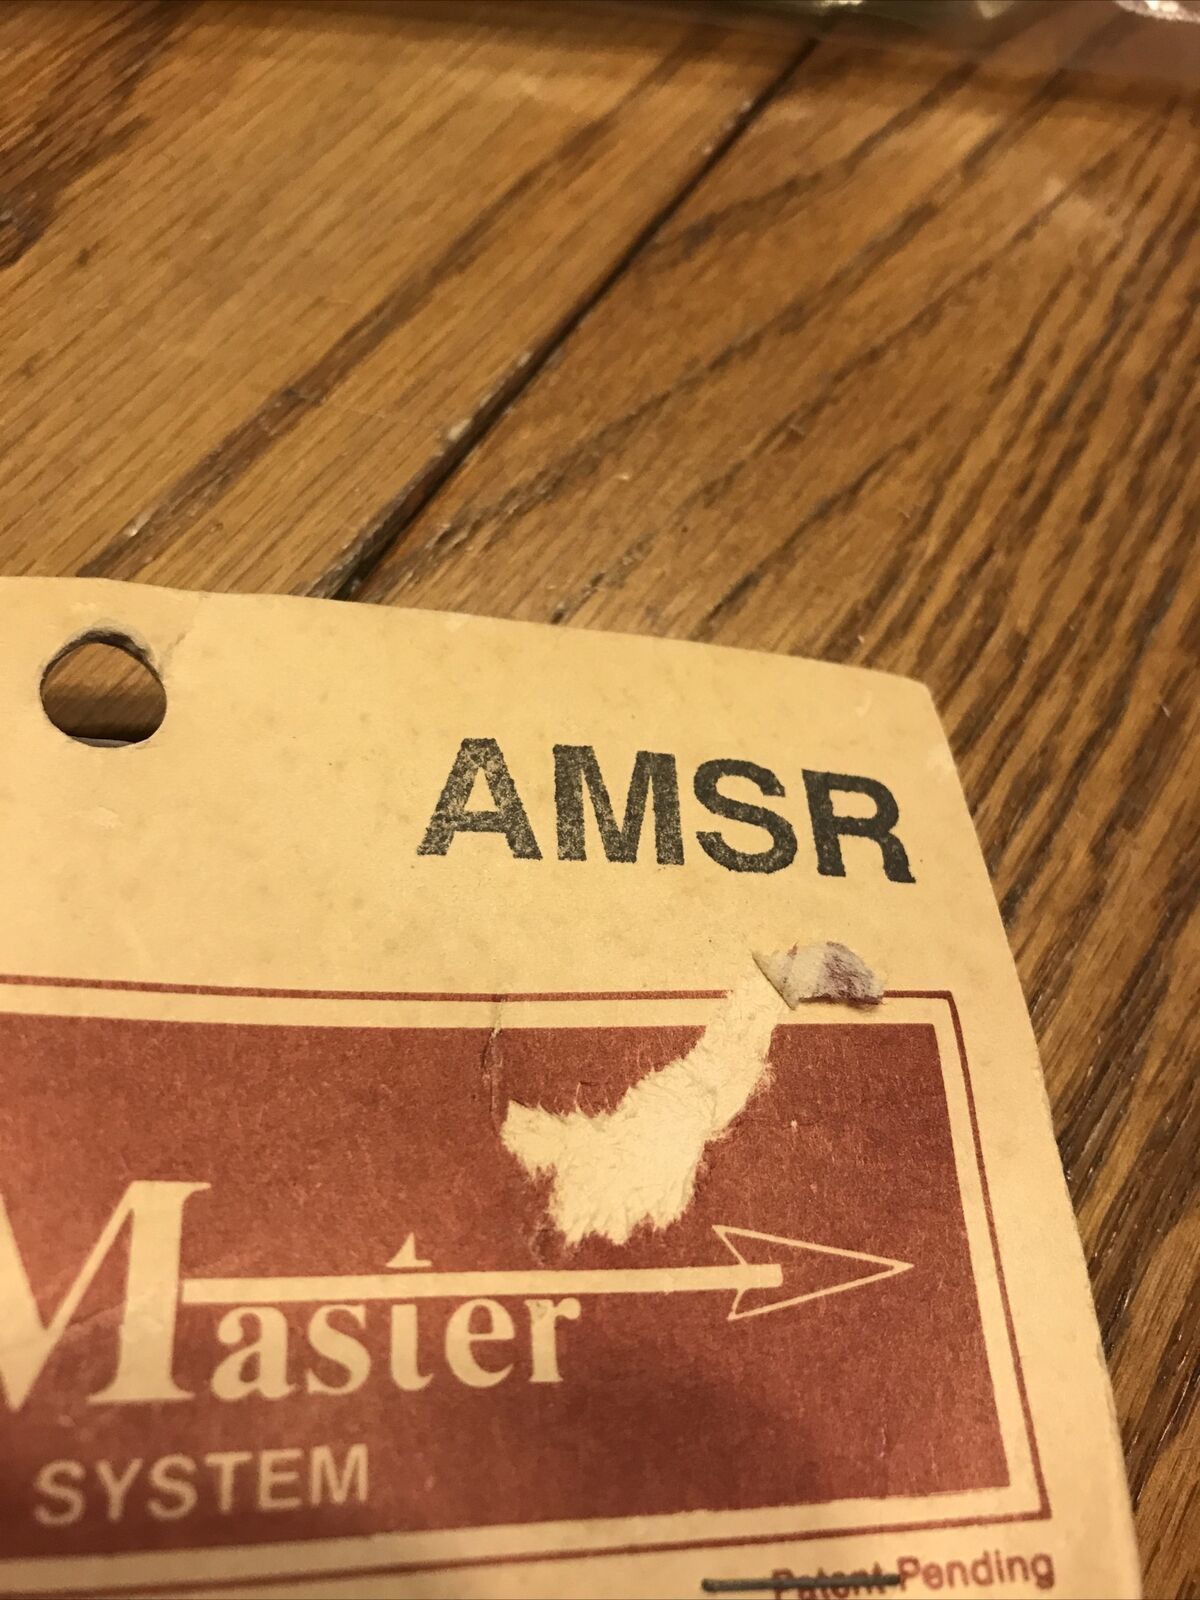 AMSR
Master
SYSTEM
Patent Pending